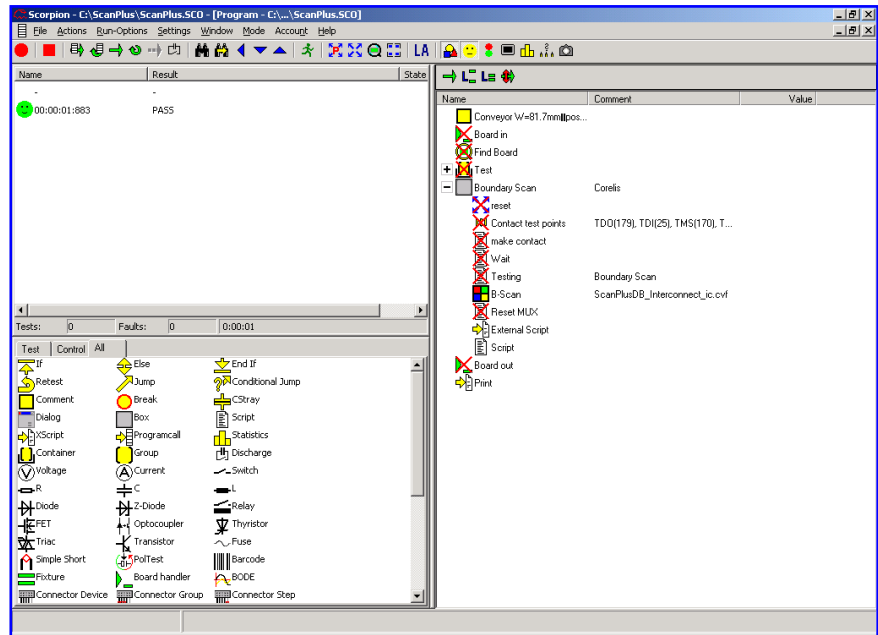 Scorpion - C:\ScanPlus\ScanPlus.SCO - [Program - C:\...\ScanPlus.SCO]
File Actions Run-Options Settings Window Mode Account Help
LA
Name Result State
- -
00:00:01:883 PASS
Tests: 0 Faults: 0 0:00:01
Test Control All
If Else End If
Retest Jump Conditional Jump
Comment Break CStray
Dialog Box Script
XScript Programcall Statistics
Container Group Discharge
Voltage Current Switch
R C L
Diode Z-Diode Relay
FET Optocoupler Thyristor
Triac Transistor Fuse
Simple Short PolTest Barcode
Fixture Board handler BODE
Connector Device Connector Group Connector Step
Name Comment Value
Conveyor W=81.7mm||pos...
Board in
Find Board
Test
Boundary Scan Corelis
reset
Contact test points TDO(179), TDI(25), TMS(170), T...
make contact
Wait
Testing Boundary Scan
B-Scan ScanPlusDB_Interconnect_ic.cvf
Reset MUX
External Script
Script
Board out
Print